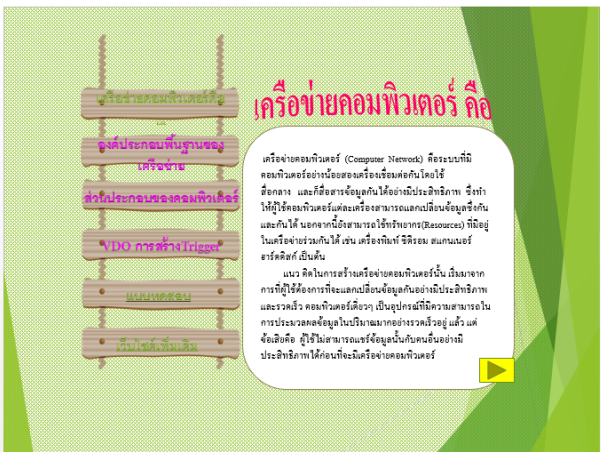 เครือข่ายคอมพิวเตอร์คือ
องค์ประกอบพื้นฐานของ
เครือข่าย
ส่วนประกอบของคอมพิวเตอร์
VDO การสร้างTrigger
แบบทดสอบ
เว็บไซต์เพิ่มเติม
เครือข่ายคอมพิวเตอร์ คือ
เครือข่ายคอมพิวเตอร์ (Computer Network) คือระบบที่มี
คอมพิวเตอร์อย่างน้อยสองเครื่องเชื่อมต่อกันโดยใช้
สื่อกลาง และก็สื่อสารข้อมูลกันได้อย่างมีประสิทธิภาพ ซึ่งทำ
ให้ผู้ใช้คอมพิวเตอร์แต่ละเครื่องสามารถแลกเปลี่ยนข้อมูลซึ่งกัน
และกันได้ นอกจากนี้ยังสามารถใช้ทรัพยากร(Resources) ที่มีอยู่
ในเครือข่ายร่วมกันได้ เช่น เครื่องพิมพ์ ซีดีรอม สแกนเนอร์
ฮาร์ดดิสก์ เป็นต้น
แนว คิดในการสร้างเครือข่ายคอมพิวเตอร์นั้น เริ่มมาจาก
การที่ผู้ใช้ต้องการที่จะแลกเปลี่ยนข้อมูลกันอย่างมีประสิทธิภาพ
และรวดเร็ว คอมพิวเตอร์เดี่ยวๆ เป็นอุปกรณ์ที่มีความสามารถใน
การประมวลผลข้อมูลในปริมาณมากอย่างรวดเร็วอยู่ แล้ว แต่
ข้อเสียคือ ผู้ใช้ไม่สามารถแชร์ข้อมูลนั้นกับคนอื่นอย่างมี
ประสิทธิภาพได้ก่อนที่จะมีเครือข่ายคอมพิวเตอร์